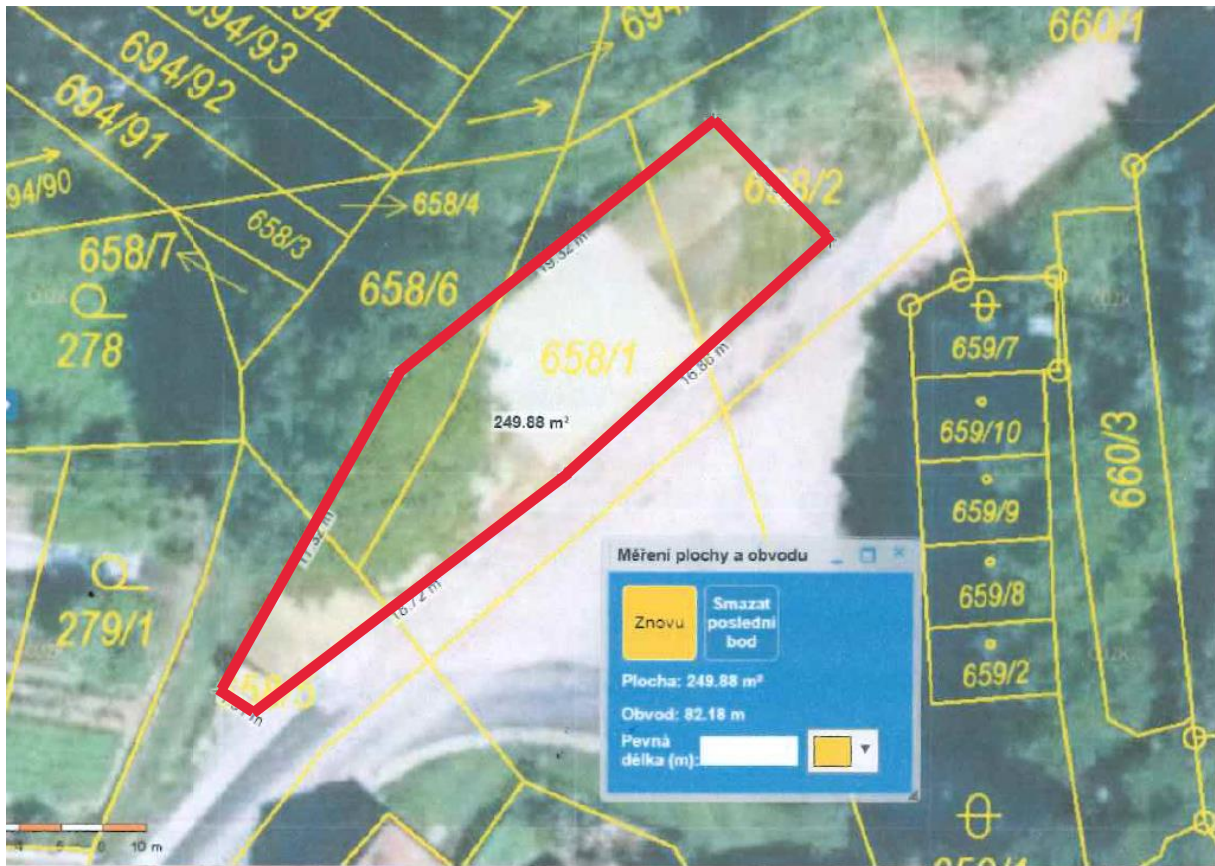 694/93
694/92
694/91
660/1
658/4
658/3
658/7
658/2
658/6
278
19.32 m
658/1
16.86 m
249.88 m²
659/7
659/10
659/9
659/8
659/2
660/3
17.32 m
18.72 m
279/1
Měření plochy a obvodu
Znovu
Smazat
poslední
bod
Plocha: 249.88 m²
Obvod: 82.18 m
Pevná
délka (m):
10 m